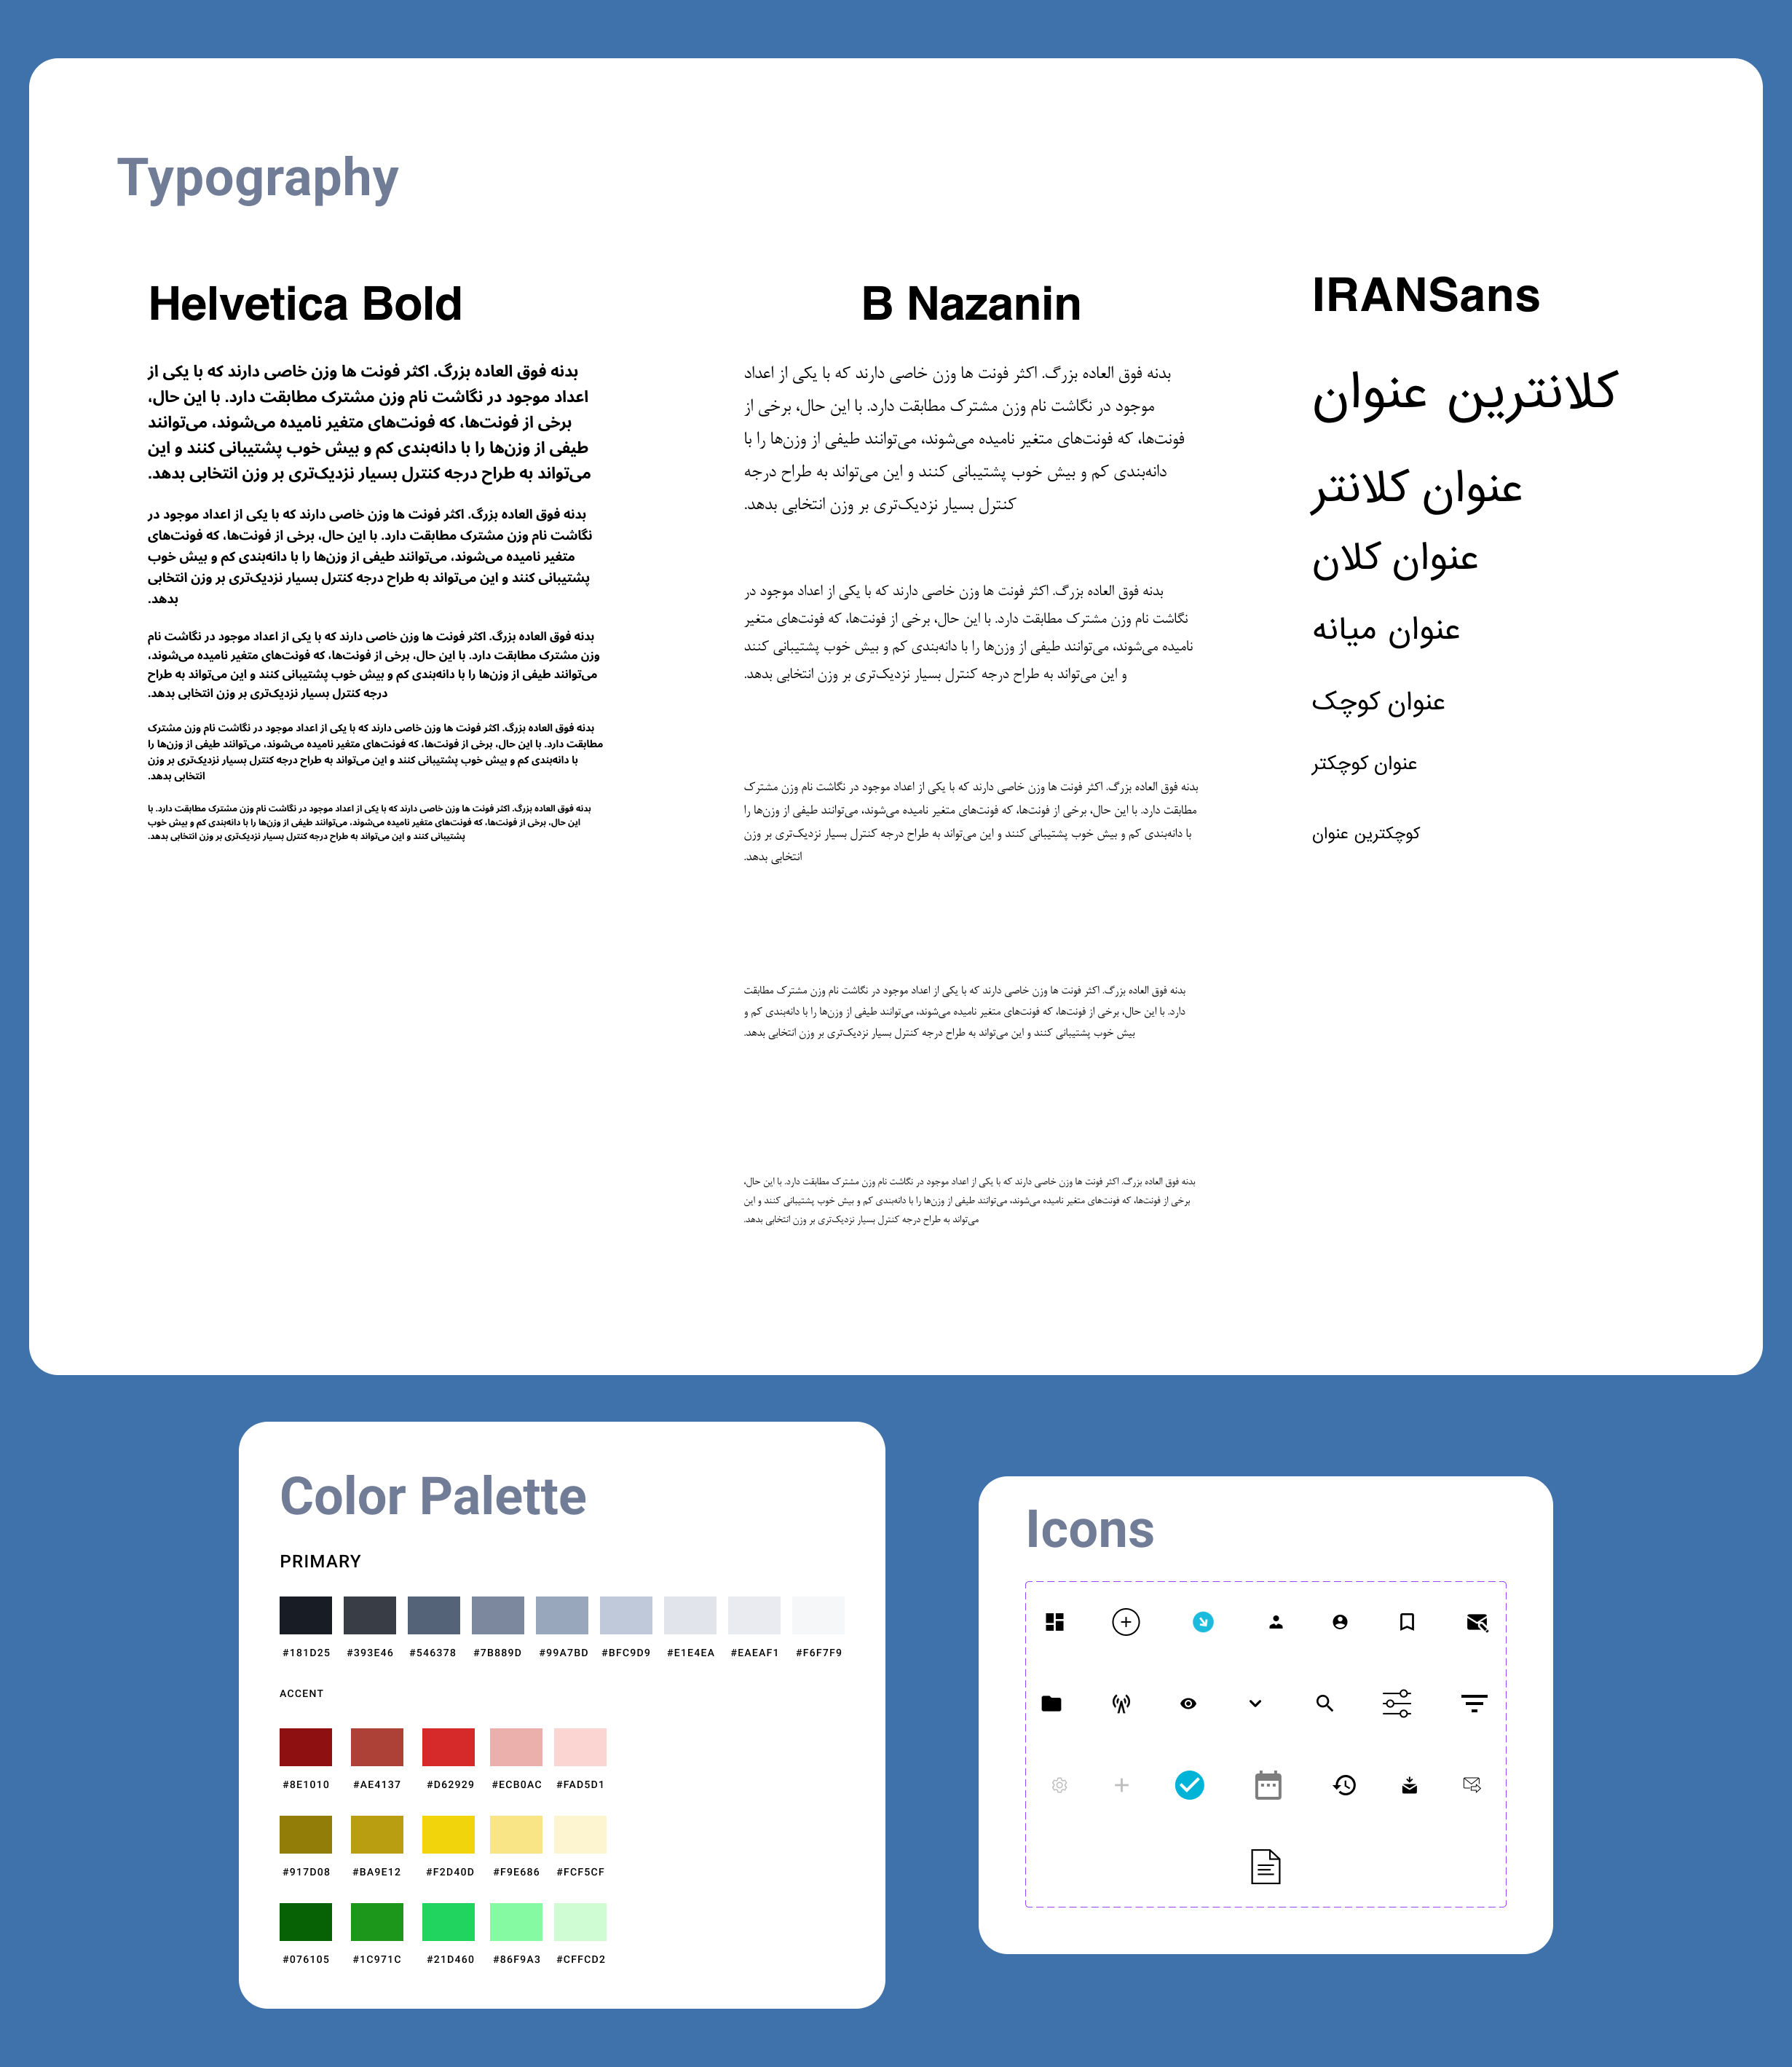 Typography
Helvetica Bold
بدنه فوق العاده بزرگ. اکثر فونت ها وزن خاصی دارند که با یکی از
اعداد موجود در نگاشت نام وزن مشترک مطابقت دارد. با این حال،
برخی از فونت‌ها، که فونت‌های متغیر نامیده می‌شوند، می‌توانند
طیفی از وزن‌ها را با دانه‌بندی کم و بیش خوب پشتیبانی کنند و این
می‌تواند به طراح درجه کنترل بسیار نزدیک‌تری بر وزن انتخابی بدهد.
بدنه فوق العاده بزرگ. اکثر فونت ها وزن خاصی دارند که با یکی از اعداد موجود در
نگاشت نام وزن مشترک مطابقت دارد. با این حال، برخی از فونت‌ها، که فونت‌های
متغیر نامیده می‌شوند، می‌توانند طیفی از وزن‌ها را با دانه‌بندی کم و بیش خوب
پشتیبانی کنند و این می‌تواند به طراح درجه کنترل بسیار نزدیک‌تری بر وزن انتخابی
بدهد.
بدنه فوق العاده بزرگ. اکثر فونت ها وزن خاصی دارند که با یکی از اعداد موجود در نگاشت نام
وزن مشترک مطابقت دارد. با این حال، برخی از فونت‌ها، که فونت‌های متغیر نامیده می‌شوند،
می‌توانند طیفی از وزن‌ها را با دانه‌بندی کم و بیش خوب پشتیبانی کنند و این می‌تواند به طراح
درجه کنترل بسیار نزدیک‌تری بر وزن انتخابی بدهد.
بدنه فوق العاده بزرگ. اکثر فونت ها وزن خاصی دارند که با یکی از اعداد موجود در نگاشت نام وزن مشترک
مطابقت دارد. با این حال، برخی از فونت‌ها، که فونت‌های متغیر نامیده می‌شوند، می‌توانند طیفی از وزن‌ها را
با دانه‌بندی کم و بیش خوب پشتیبانی کنند و این می‌تواند به طراح درجه کنترل بسیار نزدیک‌تری بر وزن
انتخابی بدهد.
بدنه فوق العاده بزرگ. اکثر فونت ها وزن خاصی دارند که با یکی از اعداد موجود در نگاشت نام وزن مشترک مطابقت دارد. با
این حال، برخی از فونت‌ها، که فونت‌های متغیر نامیده می‌شوند، می‌توانند طیفی از وزن‌ها را با دانه‌بندی کم و بیش خوب
پشتیبانی کنند و این می‌تواند به طراح درجه کنترل بسیار نزدیک‌تری بر وزن انتخابی بدهد.
B Nazanin
بدنه فوق العاده بزرگ. اکثر فونت ها وزن خاصی دارند که با یکی از اعداد
موجود در نگاشت نام وزن مشترک مطابقت دارد. با این حال، برخی از
فونت‌ها، که فونت‌های متغیر نامیده می‌شوند، می‌توانند طیفی از وزن‌ها را با
دانه‌بندی کم و بیش خوب پشتیبانی کنند و این می‌تواند به طراح درجه
کنترل بسیار نزدیک‌تری بر وزن انتخابی بدهد.
بدنه فوق العاده بزرگ. اکثر فونت ها وزن خاصی دارند که با یکی از اعداد موجود در
نگاشت نام وزن مشترک مطابقت دارد. با این حال، برخی از فونت‌ها، که فونت‌های متغیر
نامیده می‌شوند، می‌توانند طیفی از وزن‌ها را با دانه‌بندی کم و بیش خوب پشتیبانی کنند
و این می‌تواند به طراح درجه کنترل بسیار نزدیک‌تری بر وزن انتخابی بدهد.
بدنه فوق العاده بزرگ. اکثر فونت ها وزن خاصی دارند که با یکی از اعداد موجود در نگاشت نام وزن مشترک
مطابقت دارد. با این حال، برخی از فونت‌ها، که فونت‌های متغیر نامیده می‌شوند، می‌توانند طیفی از وزن‌ها را
با دانه‌بندی کم و بیش خوب پشتیبانی کنند و این می‌تواند به طراح درجه کنترل بسیار نزدیک‌تری بر وزن
انتخابی بدهد.
بدنه فوق العاده بزرگ. اکثر فونت ها وزن خاصی دارند که با یکی از اعداد موجود در نگاشت نام وزن مشترک مطابقت
دارد. با این حال، برخی از فونت‌ها، که فونت‌های متغیر نامیده می‌شوند، می‌توانند طیفی از وزن‌ها را با دانه‌بندی کم و
بیش خوب پشتیبانی کنند و این می‌تواند به طراح درجه کنترل بسیار نزدیک‌تری بر وزن انتخابی بدهد.
بدنه فوق العاده بزرگ. اکثر فونت ها وزن خاصی دارند که با یکی از اعداد موجود در نگاشت نام وزن مشترک مطابقت دارد. با این حال،
برخی از فونت‌ها، که فونت‌های متغیر نامیده می‌شوند، می‌توانند طیفی از وزن‌ها را با دانه‌بندی کم و بیش خوب پشتیبانی کنند و این
می‌تواند به طراح درجه کنترل بسیار نزدیک‌تری بر وزن انتخابی بدهد.
IRANSans
کلانترین عنوان
عنوان کلانتر
عنوان کلان
عنوان میانه
عنوان کوچک
عنوان کوچکتر
کوچکترین عنوان
Color Palette
PRIMARY
#181D25 #393E46 #546378 #7B889D #99A7BD #BFC9D9 #E1E4EA #EAEAF1 #F6F7F9
ACCENT
#8E1010 #AE4137 #D62929 #ECB0AC #FAD5D1
#917D08 #BA9E12 #F2D40D #F9E686 #FCF5CF
#076105 #1C971C #21D460 #86F9A3 #CFFCD2
Icons